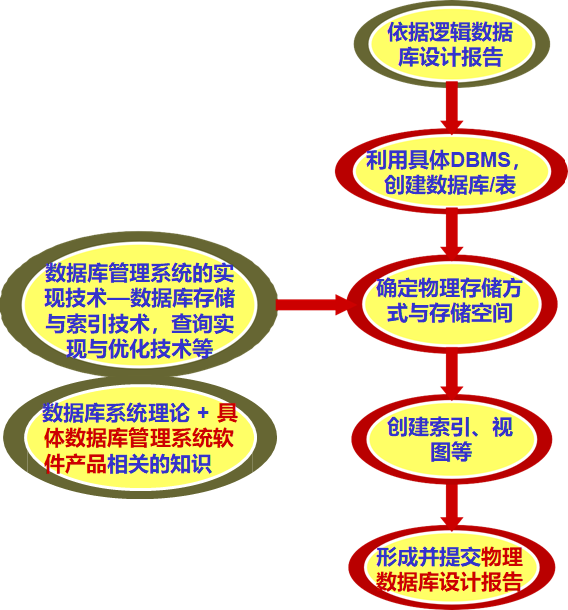 依据逻辑数据
库设计报告
利用具体DBMS，
创建数据库/表
数据库管理系统的实
现技术—数据库存储
与索引技术，查询实
现与优化技术等
确定物理存储方
式与存储空间
数据库系统理论 + 具
体数据库管理系统软
件产品相关的知识
创建索引、视
图等
形成并提交物理
数据库设计报告